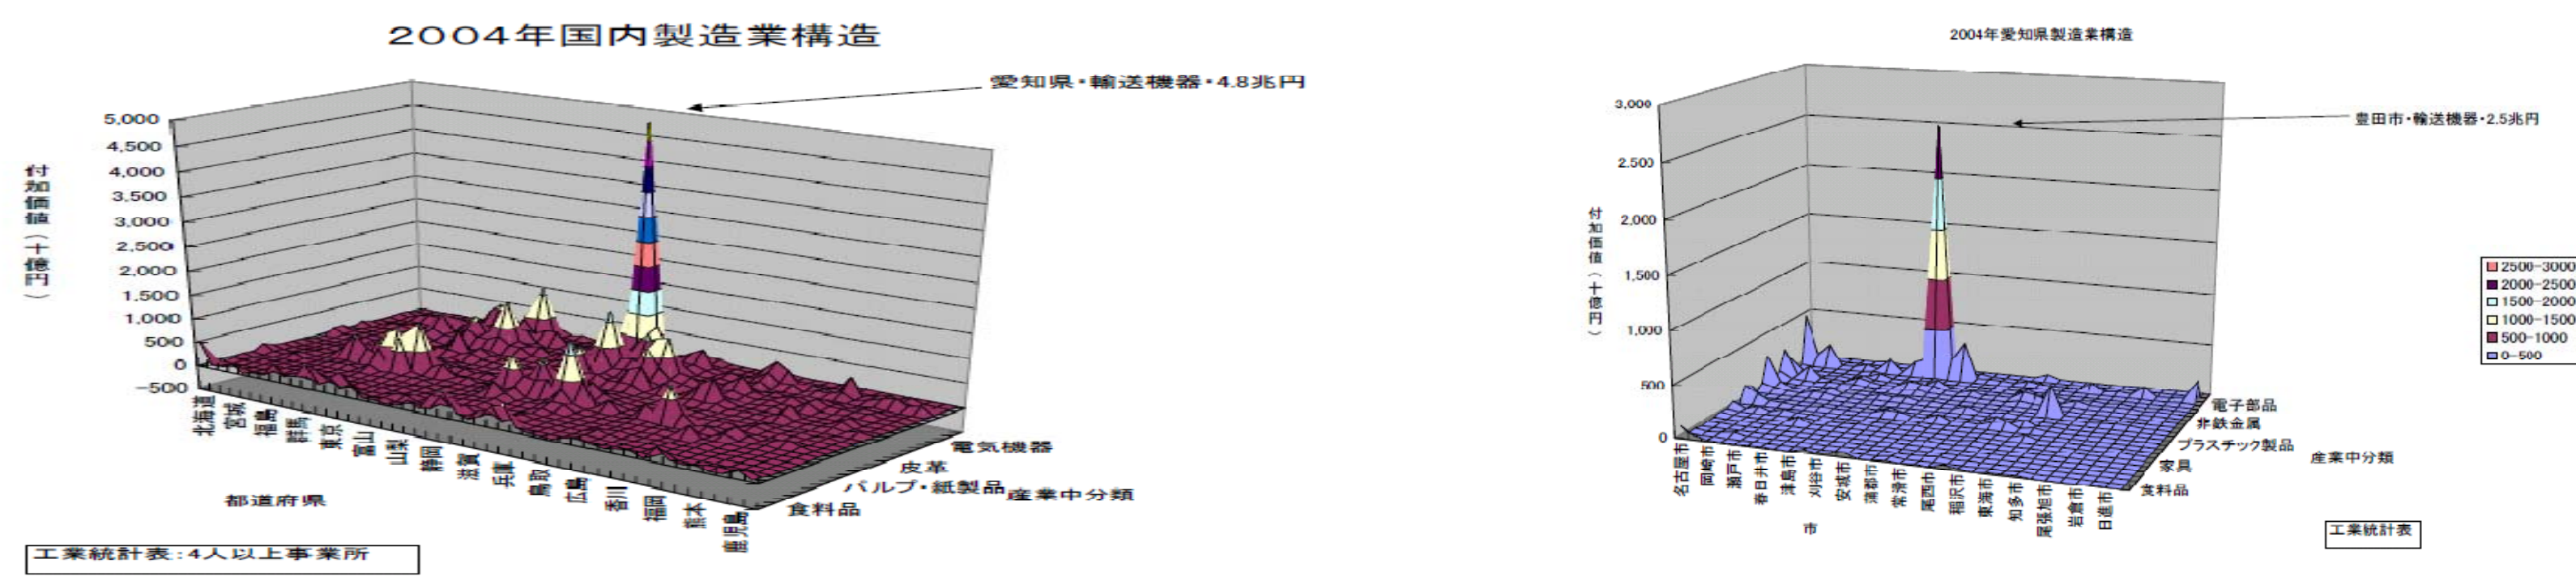 2004年国内製造業構造
愛知県・輸送機器・4.8兆円
付加価値（十億円）
5,000
4,500
4,000
3,500
3,000
2,500
2,000
1,500
1,000
500
0
-500
北海道
宮城
福島
群馬
東京
富山
山梨
静岡
滋賀
兵庫
鳥取
広島
香川
福岡
熊本
鹿児島
都道府県
電気機器
皮革
パルプ・紙製品
食料品
産業中分類
工業統計表：4人以上事業所
2004年愛知県製造業構造
豊田市・輸送機器・2.5兆円
付加価値（十億円）
3,000
2,500
2,000
1,500
1,000
500
0
名古屋市
岡崎市
瀬戸市
春日井市
津島市
刈谷市
安城市
蒲郡市
常滑市
尾西市
稲沢市
東海市
知多市
尾張旭市
岩倉市
日進市
市
電子部品
非鉄金属
プラスチック製品
家具
食料品
産業中分類
2500-3000
2000-2500
1500-2000
1000-1500
500-1000
0-500
工業統計表